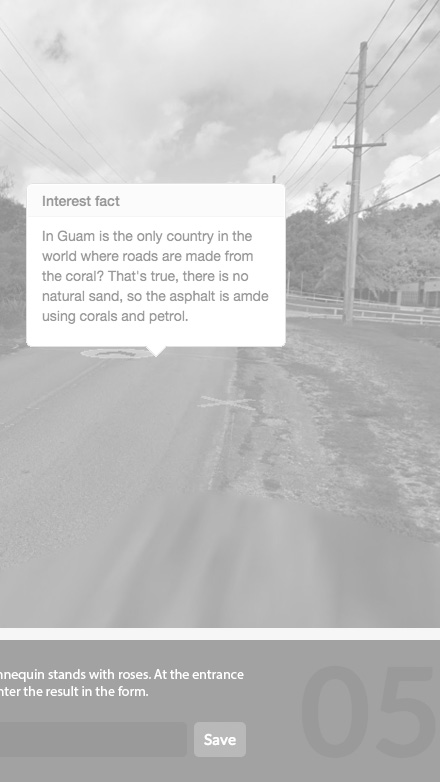 Interest fact
In Guam is the only country in the
world where roads are made from
the coral? That's true, there is no
natural sand, so the asphalt is amde
using corals and petrol.
stands with roses. At the entrance
the result in the form.
Save
05